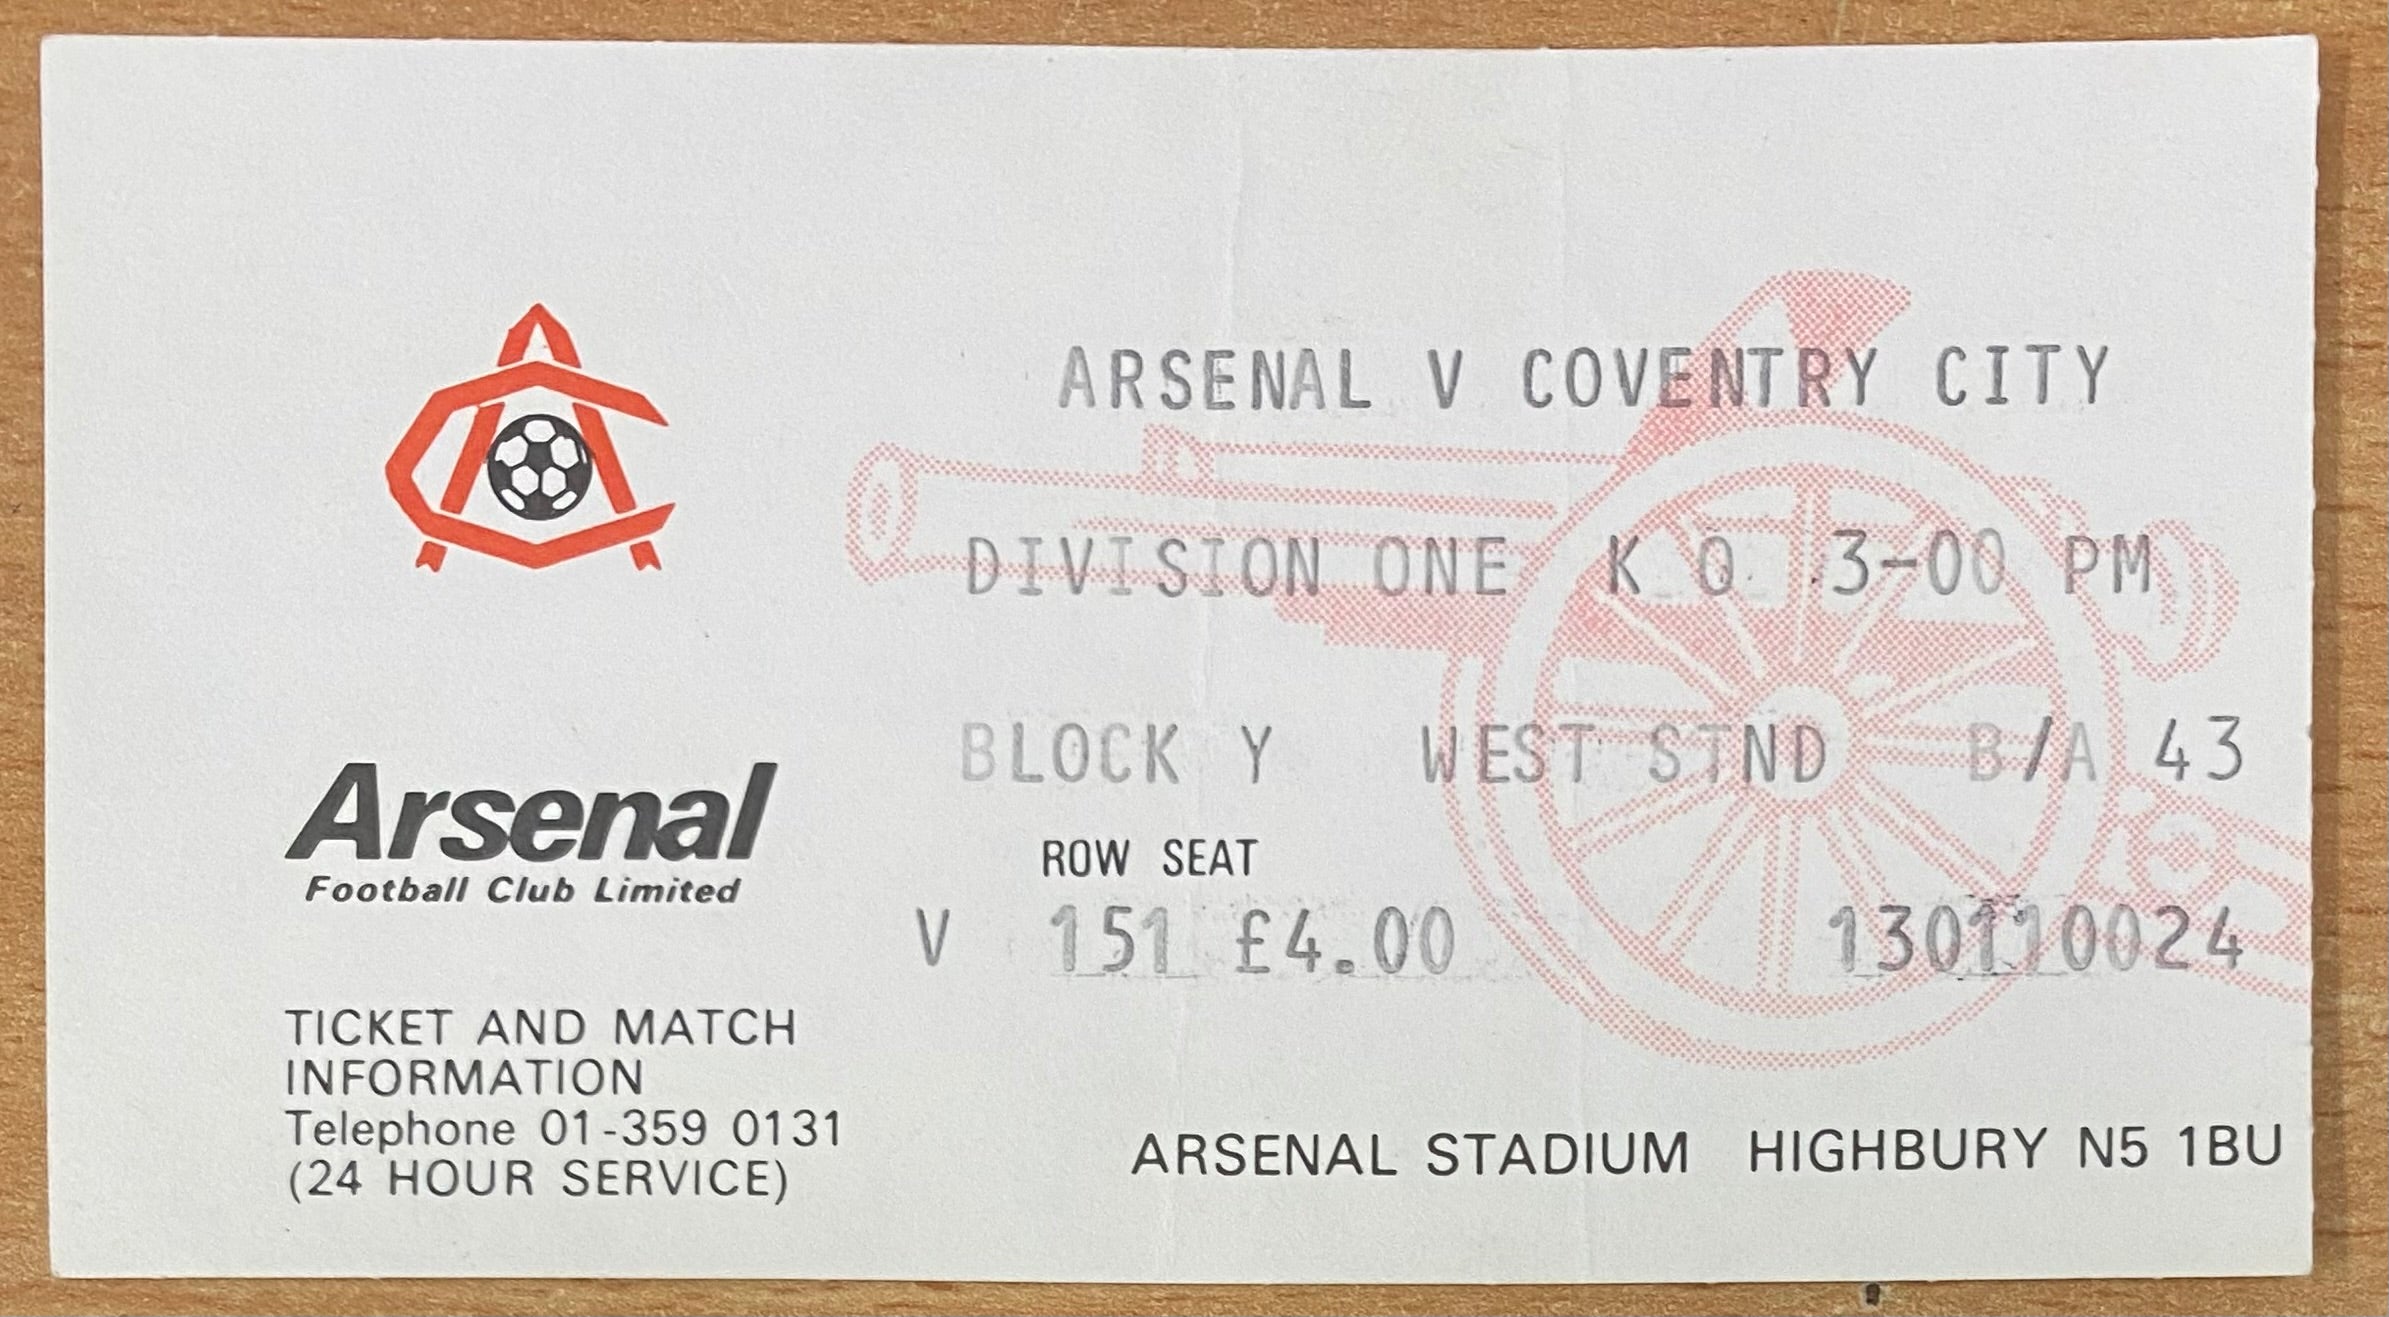 ARSENAL V COVENTRY CITY
DIVISION ONE K O 3-00 PM
BLOCK Y WEST STND B/A 43
ROW SEAT
V 151 £4.00 130110024
Arsenal
Football Club Limited
TICKET AND MATCH
INFORMATION
Telephone 01-359 0131
(24 HOUR SERVICE)
ARSENAL STADIUM HIGHBURY N5 1BU